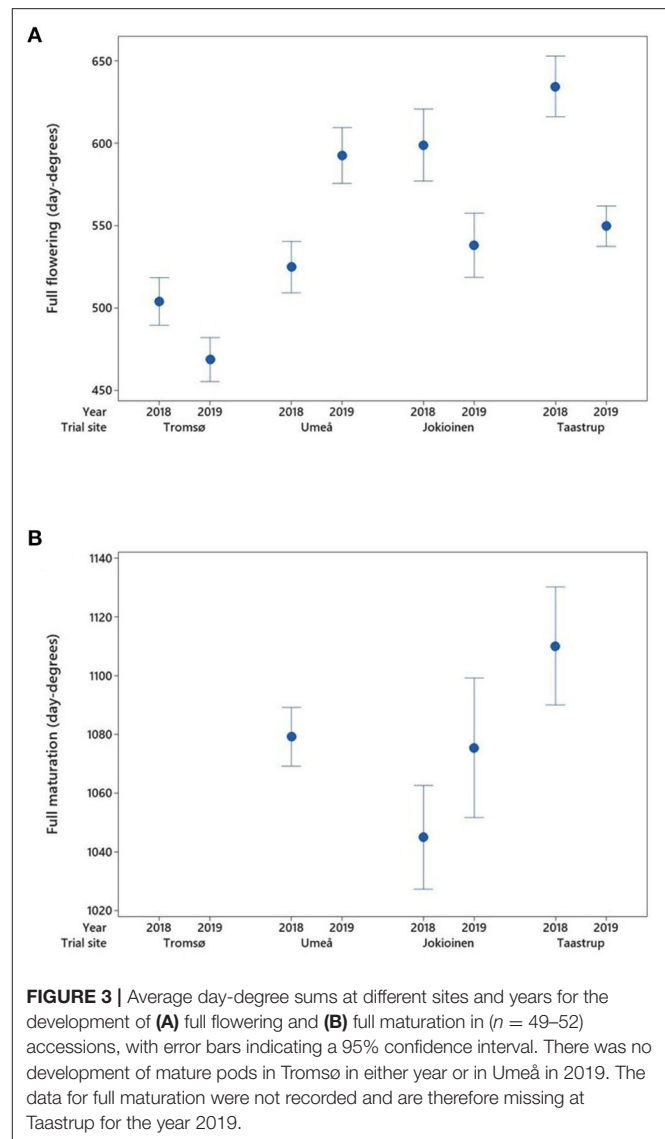 A
Full flowering (day-degrees)
650
600
550
500
450
Year 2018 2019 2018 2019 2018 2019 2018 2019
Trial site Tromsø Umeå Jokioinen Taastrup
B
Full maturation (day-degrees)
1140
1120
1100
1080
1060
1040
1020
Year 2018 2019 2018 2019 2018 2019 2018 2019
Trial site Tromsø Umeå Jokioinen Taastrup
FIGURE 3 | Average day-degree sums at different sites and years for the
development of (A) full flowering and (B) full maturation in (n = 49–52)
accessions, with error bars indicating a 95% confidence interval. There was no
development of mature pods in Tromsø in either year or in Umeå in 2019. The
data for full maturation were not recorded and are therefore missing at
Taastrup for the year 2019.